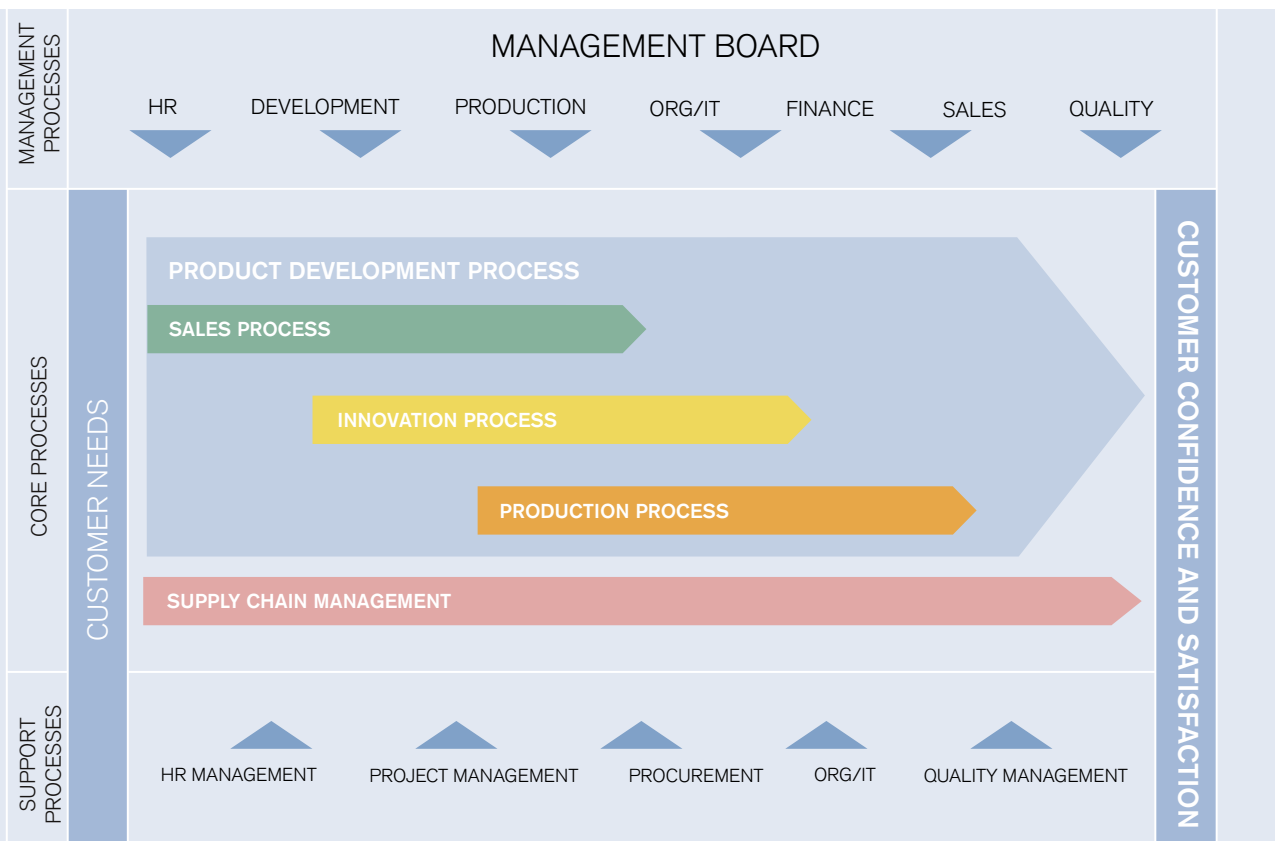 MANAGEMENT
PROCESSES
MANAGEMENT BOARD
HR
DEVELOPMENT
PRODUCTION
ORG/IT
FINANCE
SALES
QUALITY
CORE PROCESSES
CUSTOMER NEEDS
PRODUCT DEVELOPMENT PROCESS
SALES PROCESS
INNOVATION PROCESS
PRODUCTION PROCESS
SUPPLY CHAIN MANAGEMENT
CUSTOMER CONFIDENCE AND SATISFACTION
SUPPORT
PROCESSES
HR MANAGEMENT
PROJECT MANAGEMENT
PROCUREMENT
ORG/IT
QUALITY MANAGEMENT